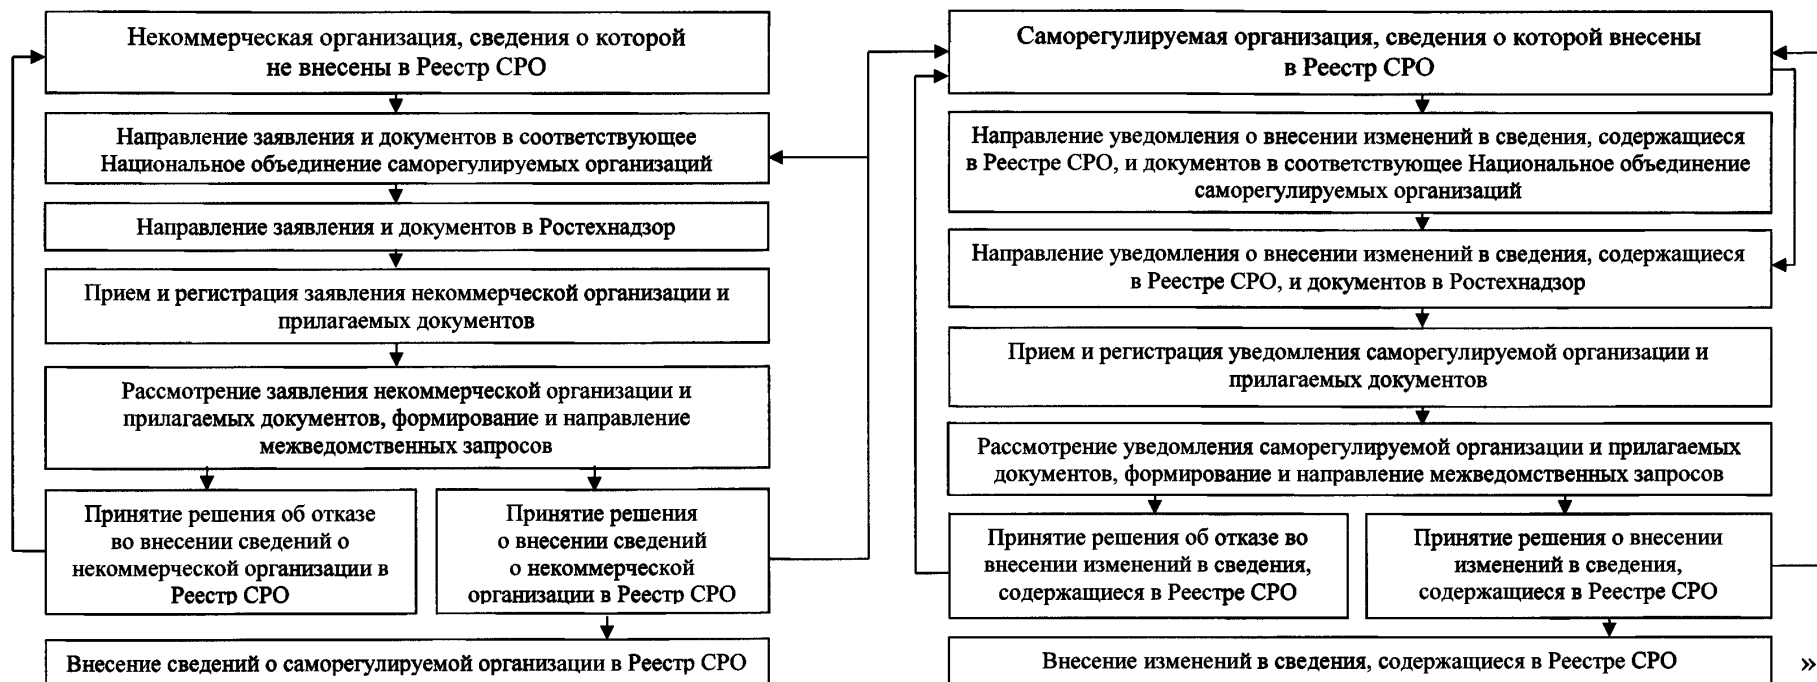 Некоммерческая организация, сведения о которой
не внесены в Реестр СРО
Направление заявления и документов в соответствующее
Национальное объединение саморегулируемых организаций
Направление заявления и документов в Ростехнадзор
Прием и регистрация заявления некоммерческой организации и
прилагаемых документов
Рассмотрение заявления некоммерческой организации и
прилагаемых документов, формирование и направление
межведомственных запросов
Принятие решения об отказе
во внесении сведений о
некоммерческой организации в
Реестр СРО
Принятие решения
о внесении сведений
о некоммерческой
организации в Реестр СРО
Внесение сведений о саморегулируемой организации в Реестр СРО
Саморегулируемая организация, сведения о которой внесены
в Реестр СРО
Направление уведомления о внесении изменений в сведения, содержащиеся
в Реестре СРО, и документов в соответствующее Национальное объединение
саморегулируемых организаций
Направление уведомления о внесении изменений в сведения, содержащиеся
в Реестре СРО, и документов в Ростехнадзор
Прием и регистрация уведомления саморегулируемой организации и
прилагаемых документов
Рассмотрение уведомления саморегулируемой организации и прилагаемых
документов, формирование и направление межведомственных запросов
Принятие решения об отказе во
внесении изменений в сведения,
содержащиеся в Реестре СРО
Принятие решения о внесении
изменений в сведения,
содержащиеся в Реестре СРО
Внесение изменений в сведения, содержащиеся в Реестре СРО
»